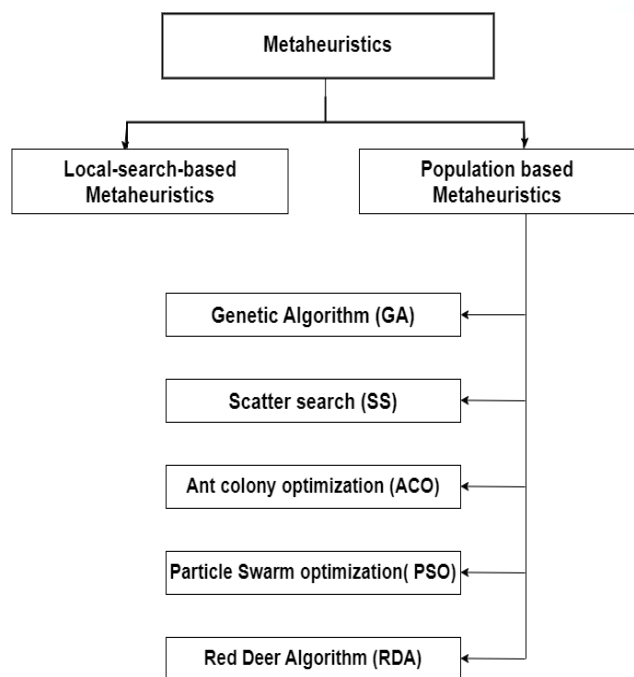 Metaheuristics
Local-search-based
Metaheuristics
Population based
Metaheuristics
Genetic Algorithm (GA)
Scatter search (SS)
Ant colony optimization (ACO)
Particle Swarm optimization( PSO)
Red Deer Algorithm (RDA)